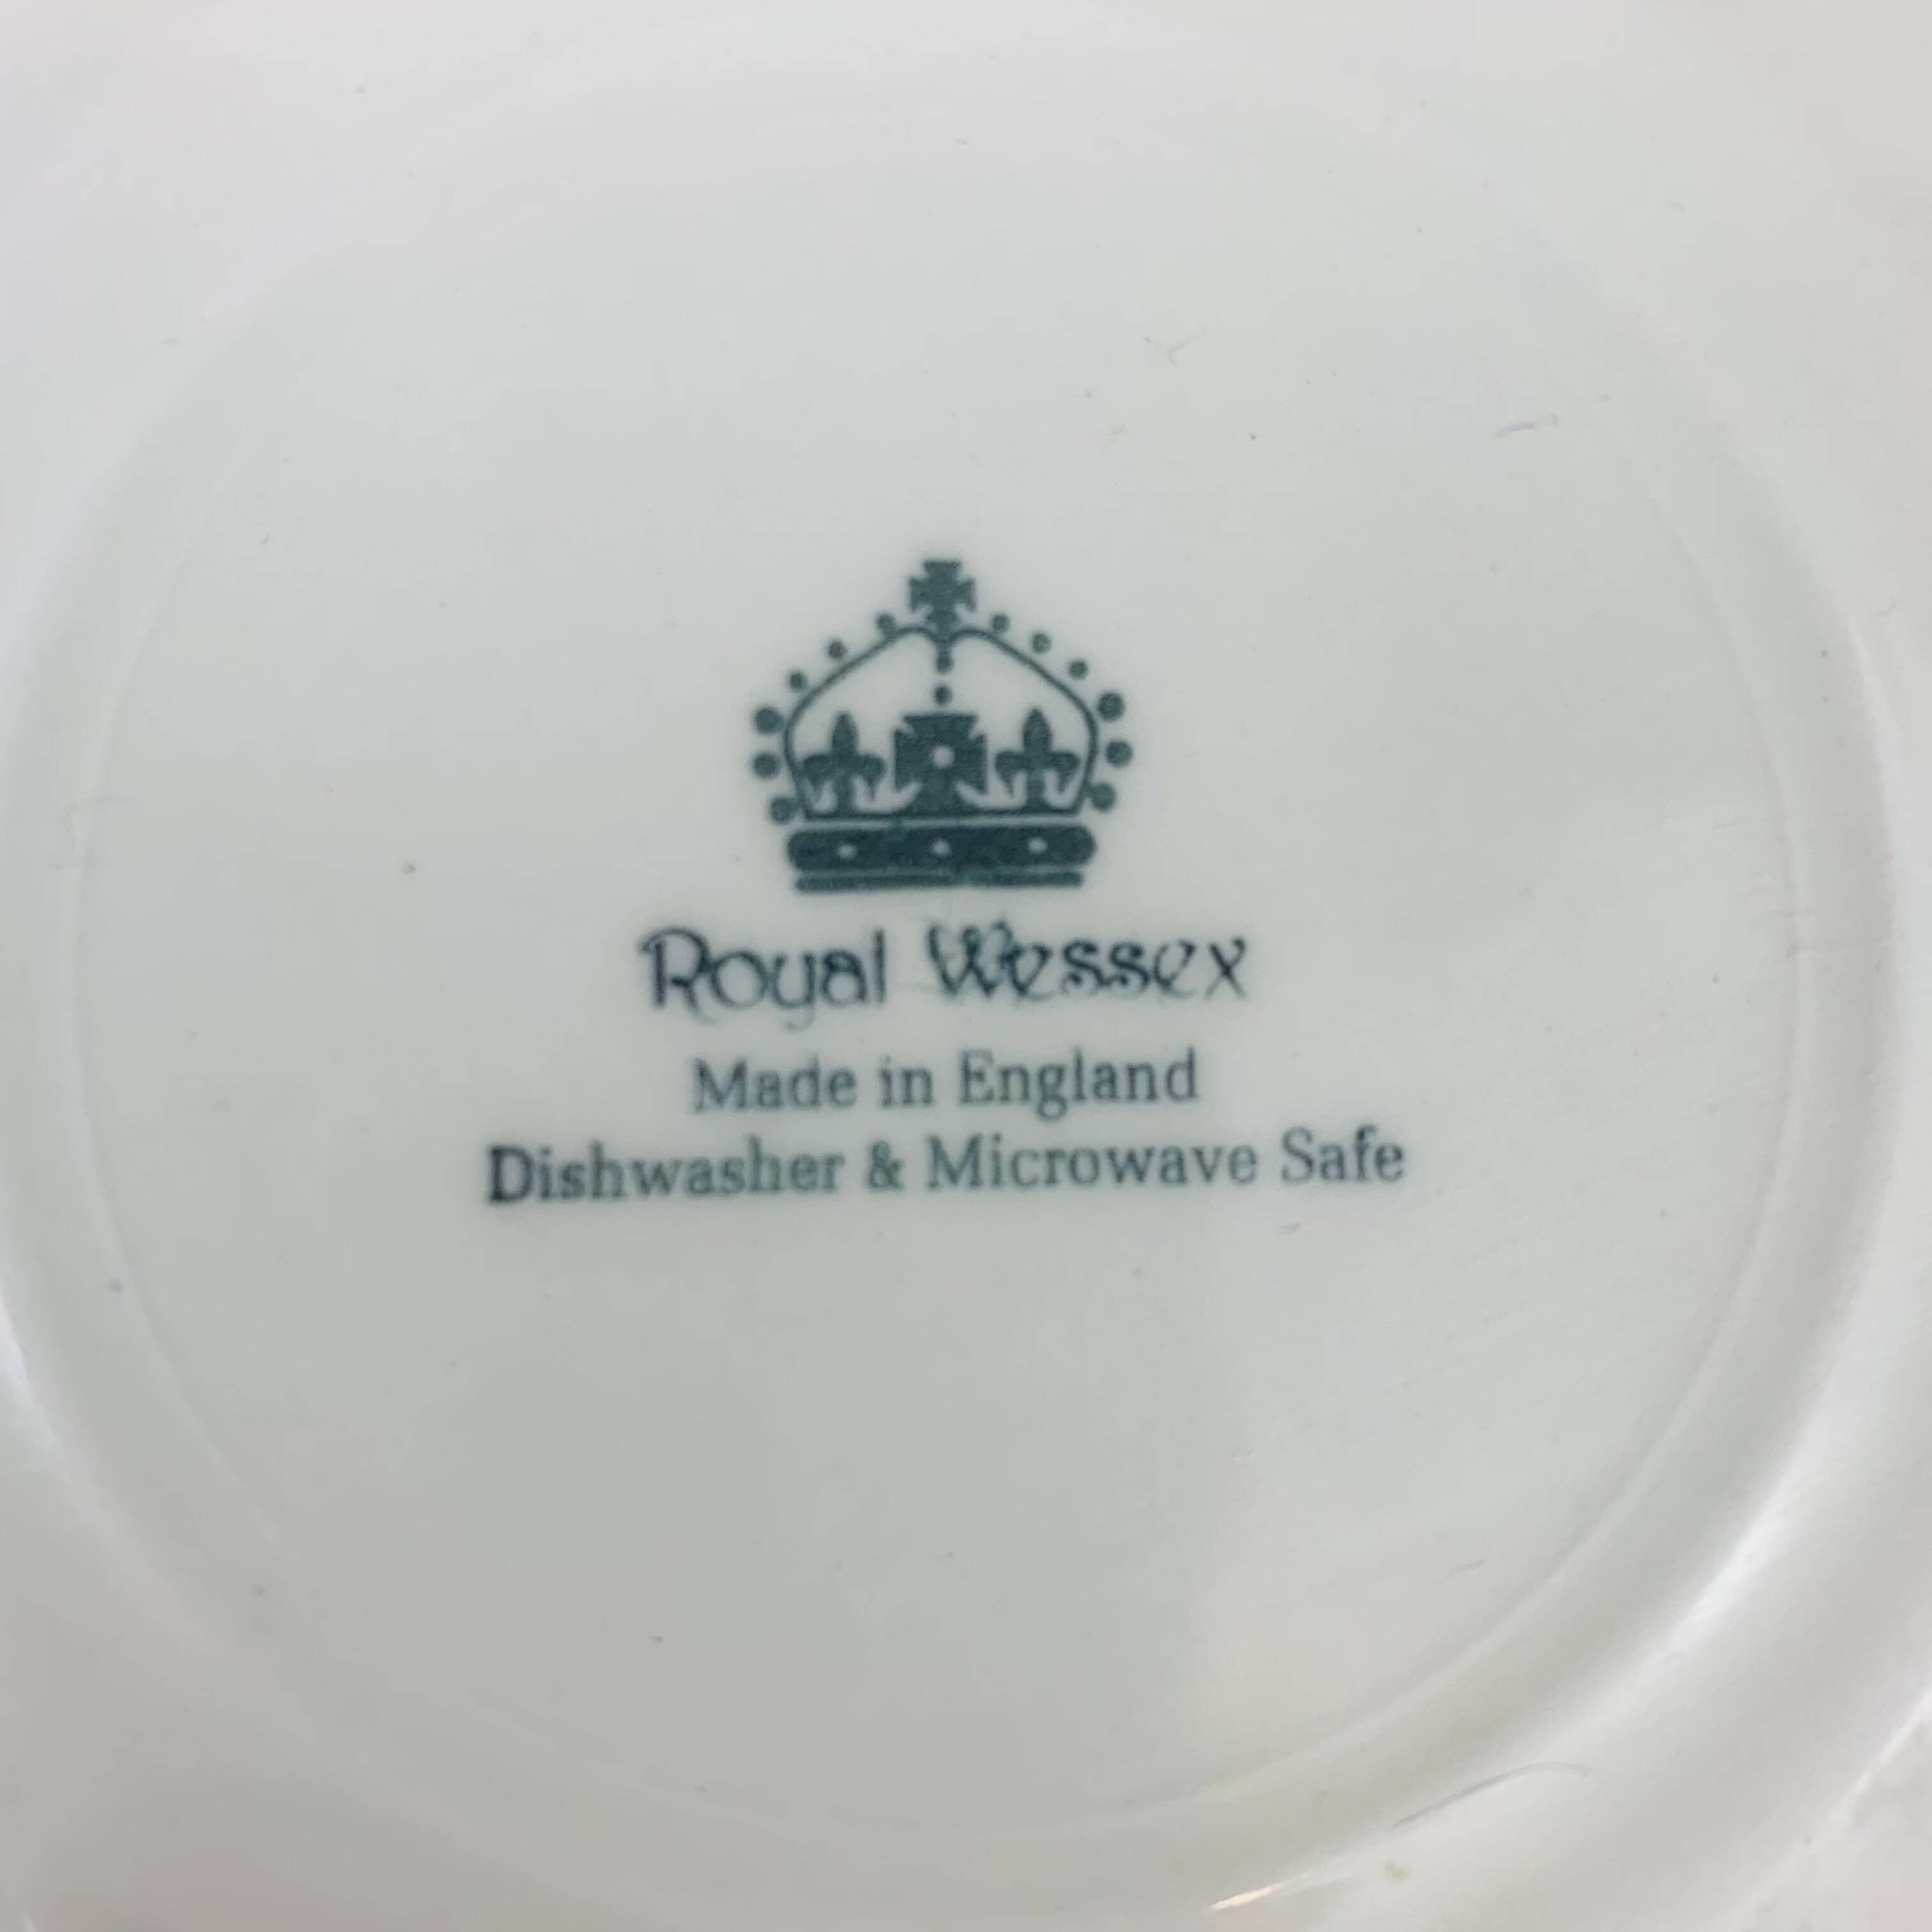 Royal Wessex
Made in England
Dishwasher & Microwave Safe